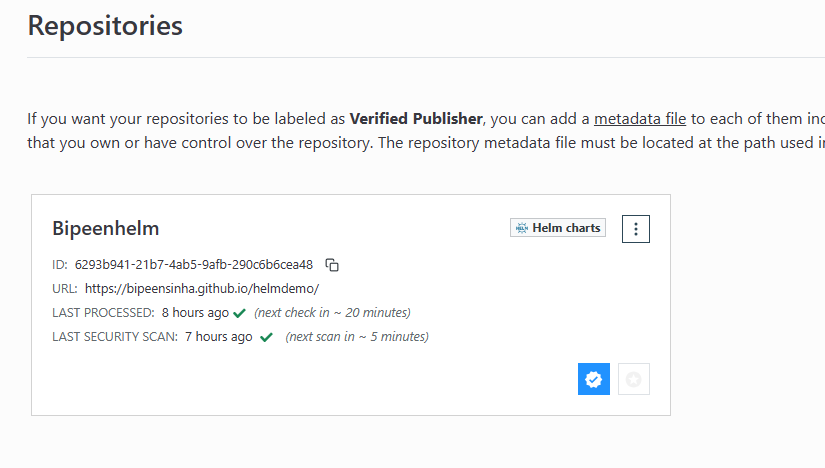 Repositories
If you want your repositories to be labeled as Verified Publisher, you can add a metadata file to each of them
that you own or have control over the repository. The repository metadata file must be located at the path used
Bipeenhelm
HELM Helm charts
ID: 6293b941-21b7-4ab5-9afb-290c6b6cea48
URL: https://bipeensinha.github.io/helmdemo/
LAST PROCESSED: 8 hours ago (next check in ~ 20 minutes)
LAST SECURITY SCAN: 7 hours ago (next scan in ~ 5 minutes)